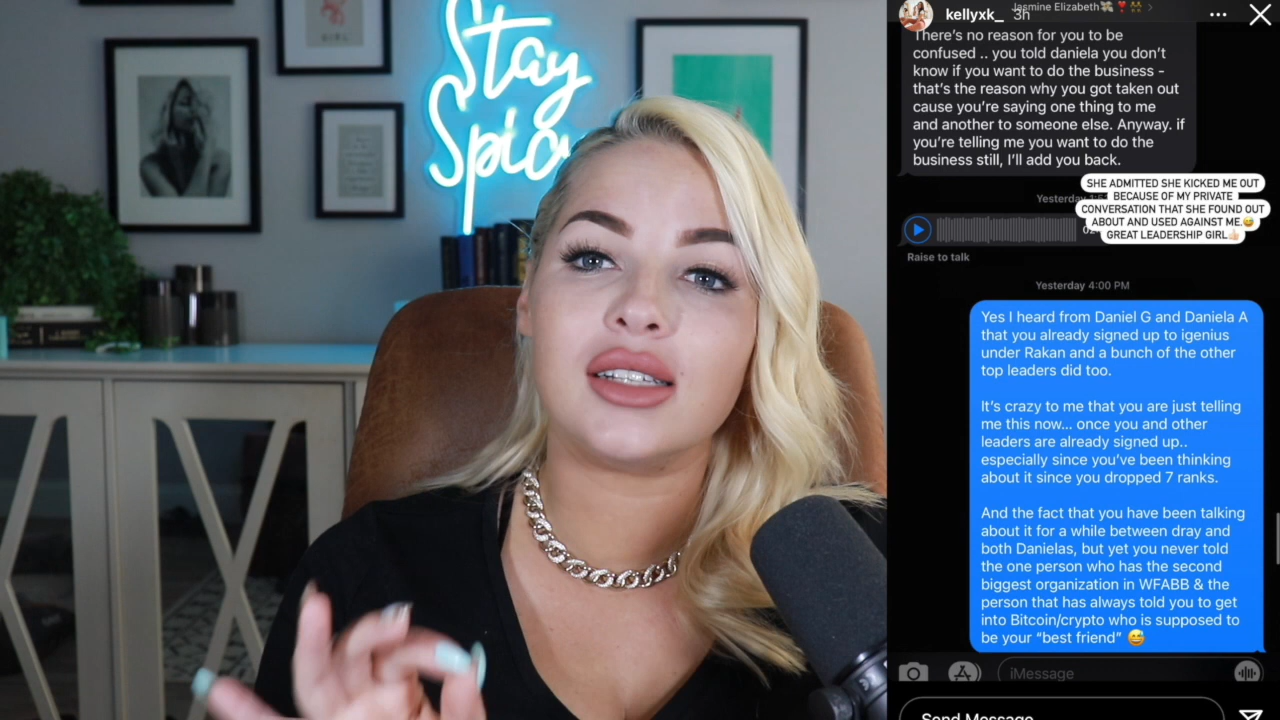 Stay
GIRL
kellyxk_ 3h
Jasmine Elizabeth💸❣️👯 >
There's no reason for you to be
confused .. you told daniela you don't
know if you want to do the business -
that's the reason why you got taken out
cause you're saying one thing to me
and another to someone else. Anyway. if
you're telling me you want to do the
business still, I'll add you back.
SHE ADMITTED SHE KICKED ME OUT
BECAUSE OF MY PRIVATE
CONVERSATION THAT SHE FOUND OUT
ABOUT AND USED AGAINST ME.😅
GREAT LEADERSHIP GIRL👍🏻
Raise to talk
Yesterday 4:00 PM
Yes I heard from Daniel G and Daniela A
that you already signed up to igenius
under Rakan and a bunch of the other
top leaders did too.
It's crazy to me that you are just telling
me this now... once you and other
leaders are already signed up..
especially since you've been thinking
about it since you dropped 7 ranks.
And the fact that you have been talking
about it for a while between dray and
both Danielas, but yet you never told
the one person who has the second
biggest organization in WFABB & the
person that has always told you to get
into Bitcoin/crypto who is supposed to
be your “best friend” 😅
iMessage
Send Message